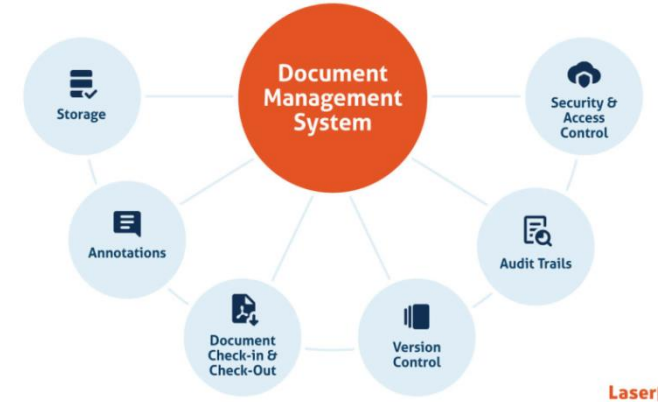 Document
Management
System
Storage
Annotations
Document
Check-in &
Check-Out
Version
Control
Audit Trails
Security &
Access
Control